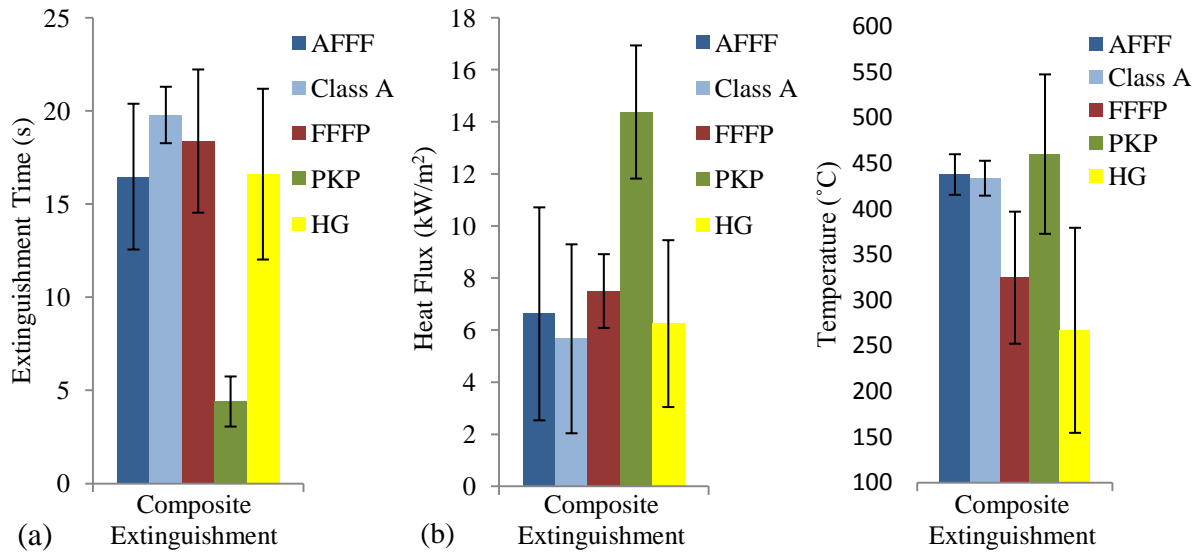 25
20
15
10
5
0
Extinguishment Time (s)
AFFF
Class A
FFFP
PKP
HG
Composite
Extinguishment
(a)
18
16
14
12
10
8
6
4
2
0
Heat Flux (kW/m²)
AFFF
Class A
FFFP
PKP
HG
Composite
Extinguishment
(b)
600
550
500
450
400
350
300
250
200
150
100
Temperature (˚C)
AFFF
Class A
FFFP
PKP
HG
Composite
Extinguishment